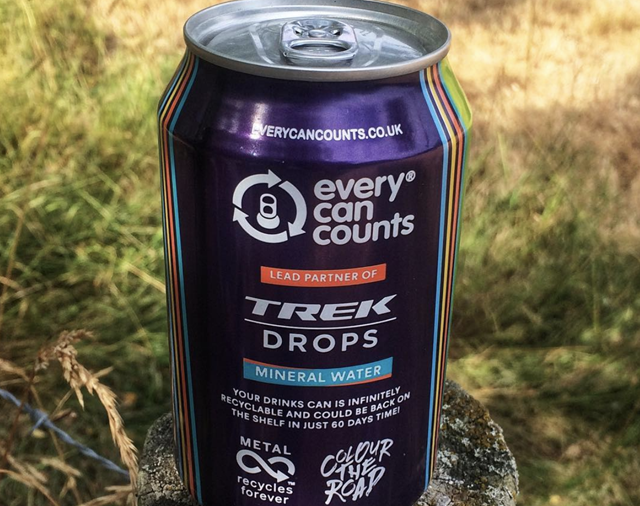 EVERYCANCOUNTS.CO.UK
every®
can
counts
LEAD PARTNER OF
TREK
DROPS
MINERAL WATER
YOUR DRINKS CAN IS INFINITELY
RECYCLABLE AND COULD BE BACK ON
THE SHELF IN JUST 60 DAYS TIME!
METAL
™
recycles
forever
COLOUR
THE
ROAD